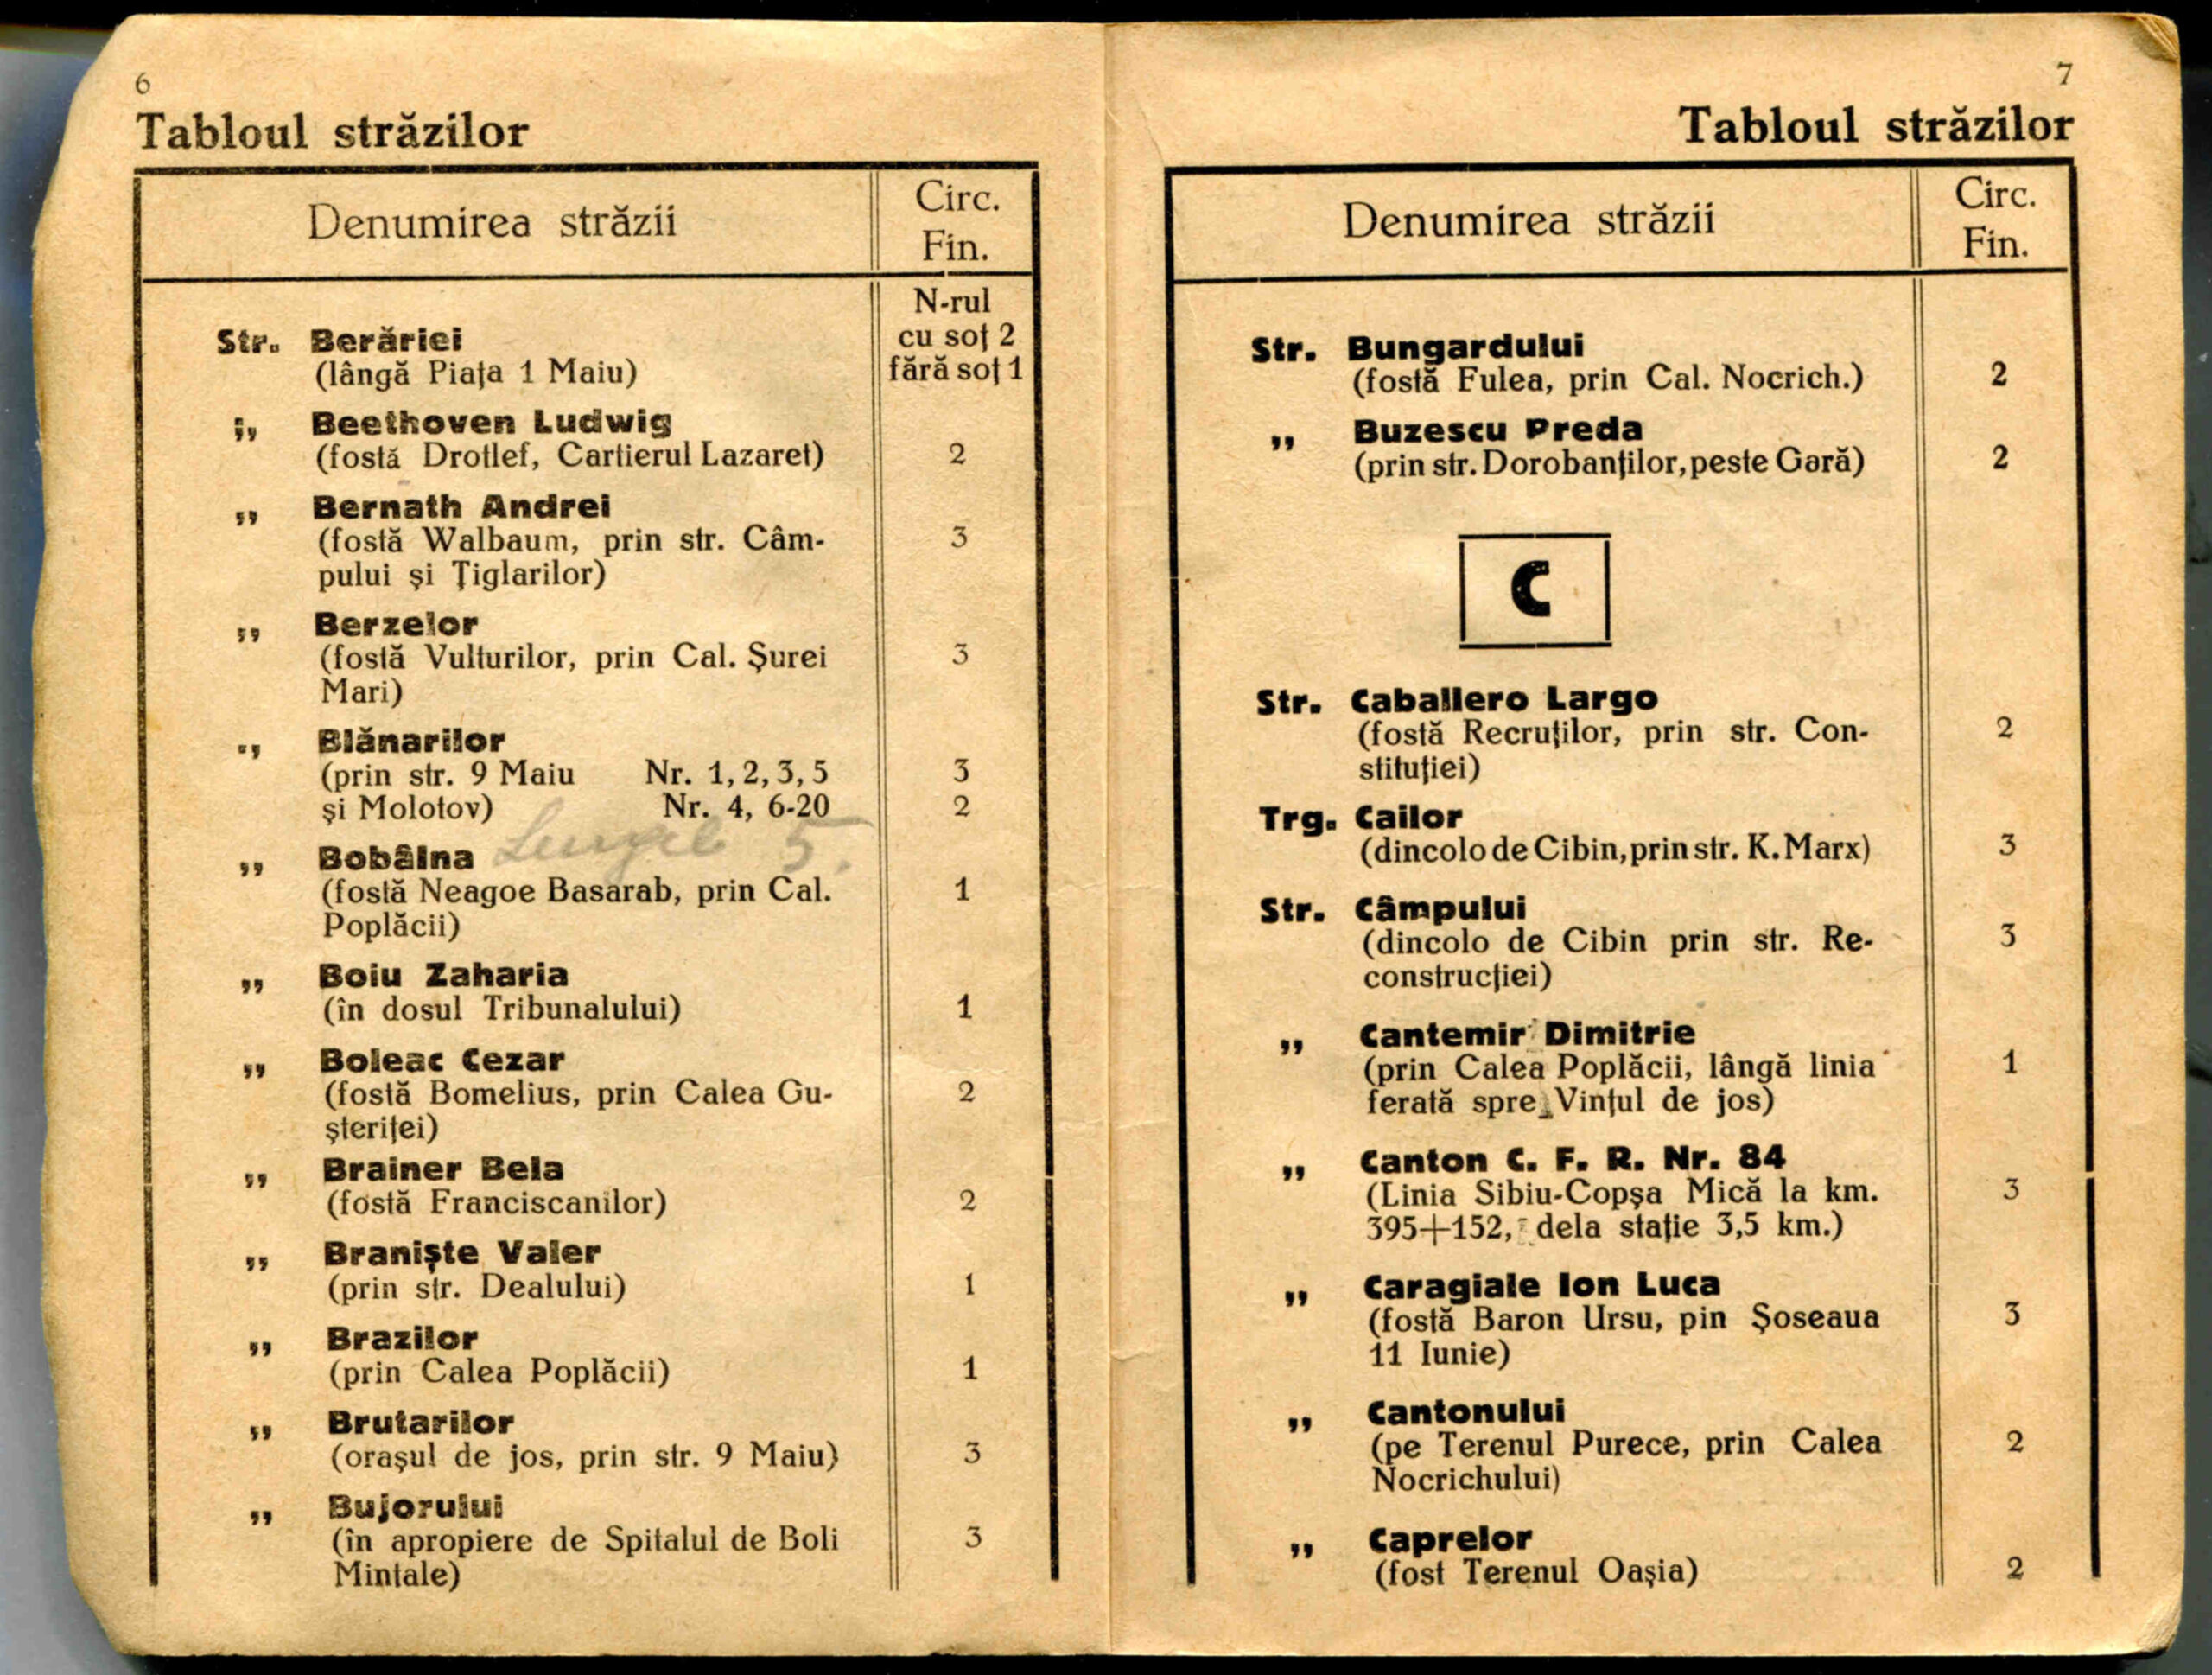 6
Tabloul străzilor
Denumirea străzii
Circ.
Fin.
N-rul
Str. Berăriei cu soț 2
(lângă Piața 1 Maiu) fără soț 1
„ Beethoven Ludwig
(fostă Drotlef, Cartierul Lazaret) 2
„ Bernath Andrei
(fostă Walbaum, prin str. Câm- 3
pului și Țiglarilor)
„ Berzelor
(fostă Vulturilor, prin Cal. Șurei 3
Mari)
„ Blănarilor
(prin str. 9 Maiu Nr. 1, 2, 3, 5 3
și Molotov) Nr. 4, 6-20 2
„ Bobâlna 5.
(fostă Neagoe Basarab, prin Cal. 1
Poplăcii)
„ Boiu Zaharia
(în dosul Tribunalului) 1
„ Boleac Cezar
(fostă Bomelius, prin Calea Gu- 2
șteriței)
„ Brainer Bela
(fostă Franciscanilor) 2
„ Braniște Valer
(prin str. Dealului) 1
„ Brazilor
(prin Calea Poplăcii) 1
„ Brutarilor
(orașul de jos, prin str. 9 Maiu) 3
„ Bujorului
(în apropiere de Spitalul de Boli 3
Mintale)
7
Tabloul străzilor
Denumirea străzii
Circ.
Fin.
Str. Bungardului
(fostă Fulea, prin Cal. Nocrich.) 2
„ Buzescu Preda
(prin str. Dorobanților, peste Gară) 2
C
Str. Caballero Largo
(fostă Recruților, prin str. Con- 2
stituției)
Trg. Cailor
(dincolo de Cibin, prin str. K. Marx) 3
Str. Câmpului
(dincolo de Cibin prin str. Re- 3
construcției)
„ Cantemir Dimitrie
(prin Calea Poplăcii, lângă linia 1
ferată spre Vințul de jos)
„ Canton C. F. R. Nr. 84
(Linia Sibiu-Copșa Mică la km. 3
395+152, dela stație 3,5 km.)
„ Caragiale Ion Luca
(fostă Baron Ursu, pin Șoseaua 3
11 Iunie)
„ Cantonului
(pe Terenul Purece, prin Calea 2
Nocrichului)
„ Caprelor
(fost Terenul Oașia) 2